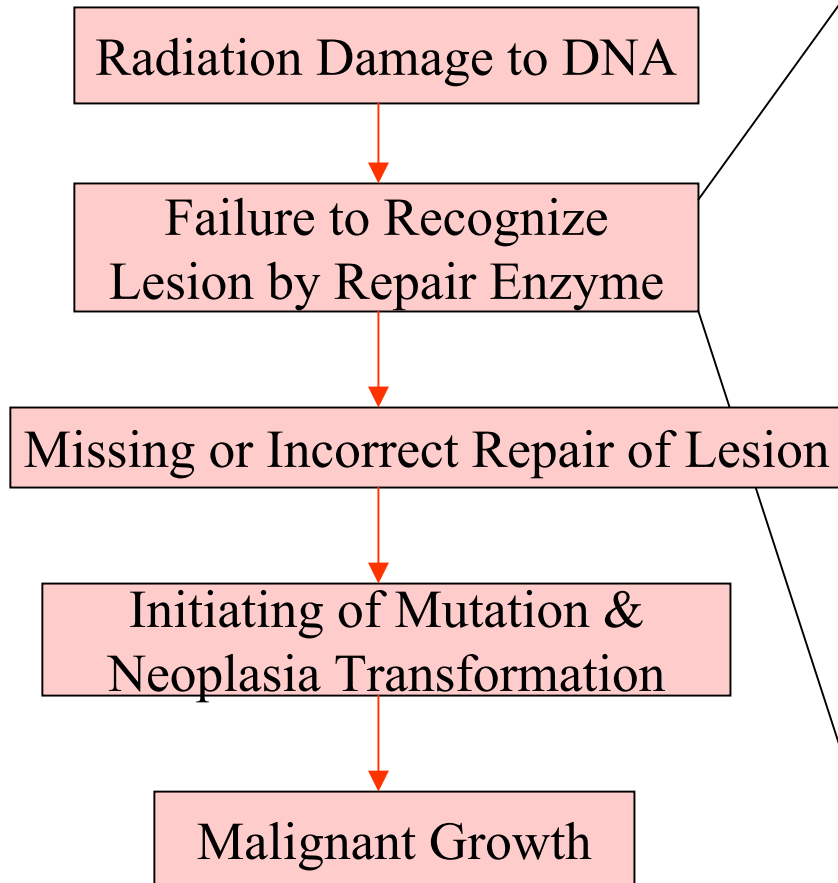 Radiation Damage to DNA
Failure to Recognize
Lesion by Repair Enzyme
Missing or Incorrect Repair of Lesion
Initiating of Mutation &
Neoplasia Transformation
Malignant Growth